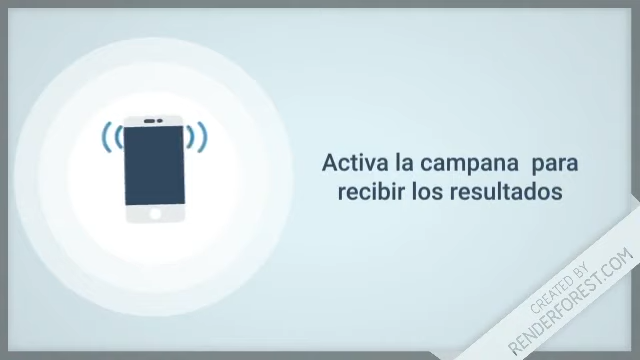 Activa la campana para
recibir los resultados
CREATED BY
RENDERFOREST.COM